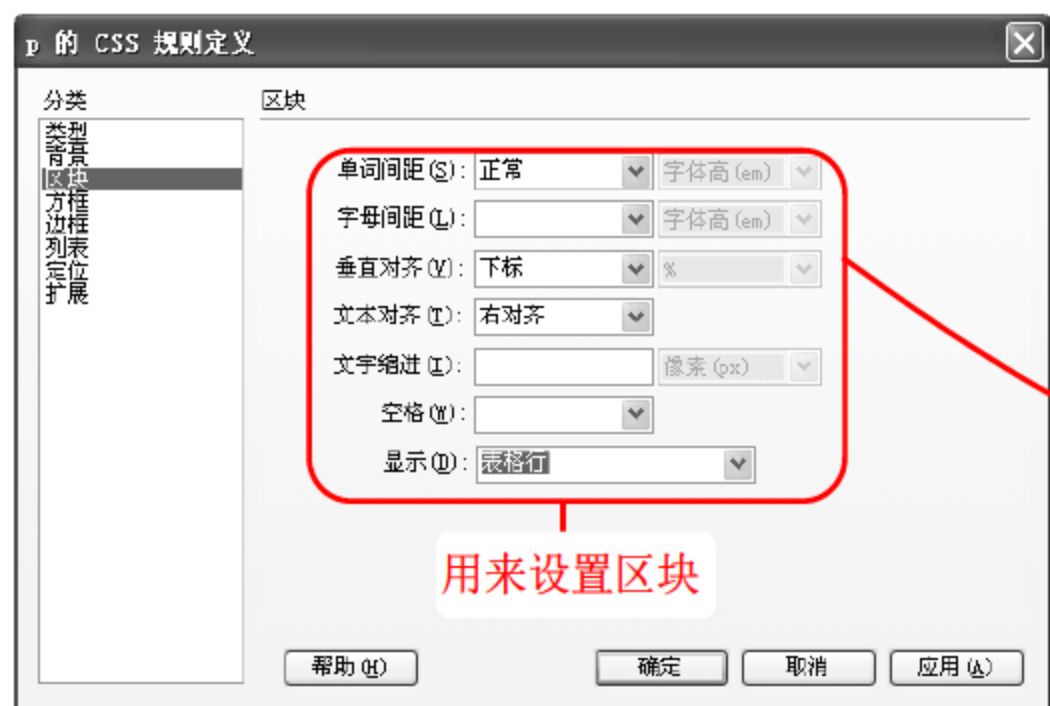 p 的 CSS 规则定义
分类
类型
背景
区块
方框
边框
列表
定位
扩展
区块
单词间距(S): 正常 字体高(em)
字母间距(L): 字体高(em)
垂直对齐(V): 下标 %
文本对齐(T): 右对齐
文字缩进(I): 像素(px)
空格(W):
显示(D): 表格行
用来设置区块
帮助(H) 确定 取消 应用(A)